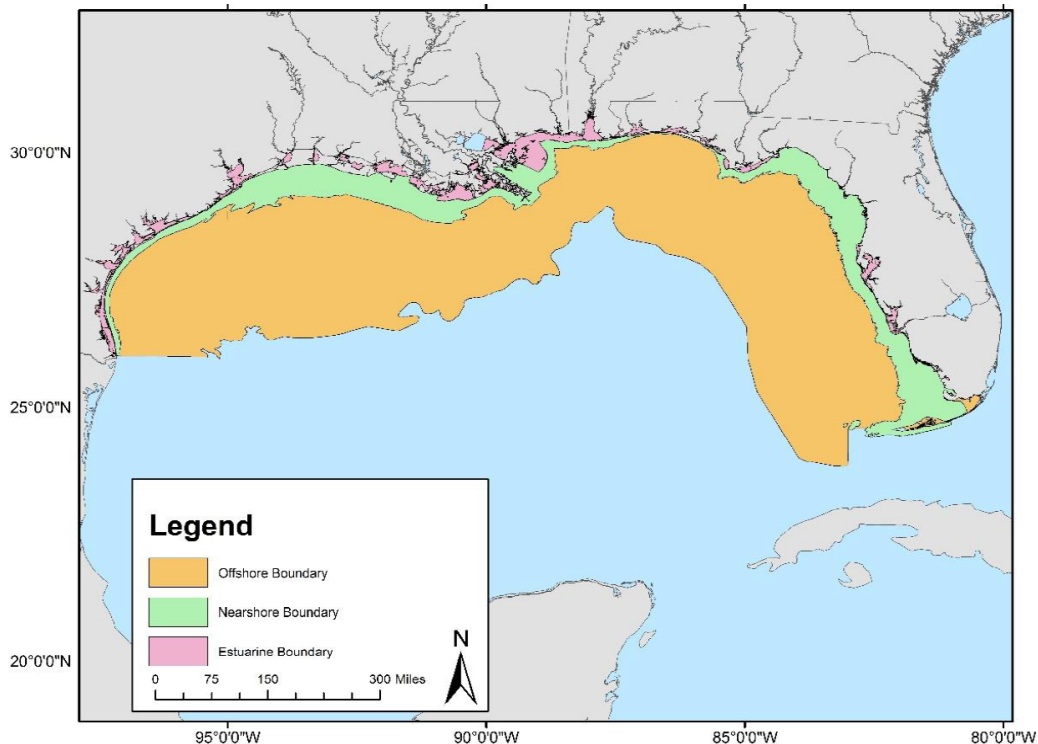 30°0'0"N
25°0'0"N
20°0'0"N
Legend
Offshore Boundary
Nearshore Boundary
Estuarine Boundary
0 75 150 300 Miles
N
95°0'0"W 90°0'0"W 85°0'0"W 80°0'0"W